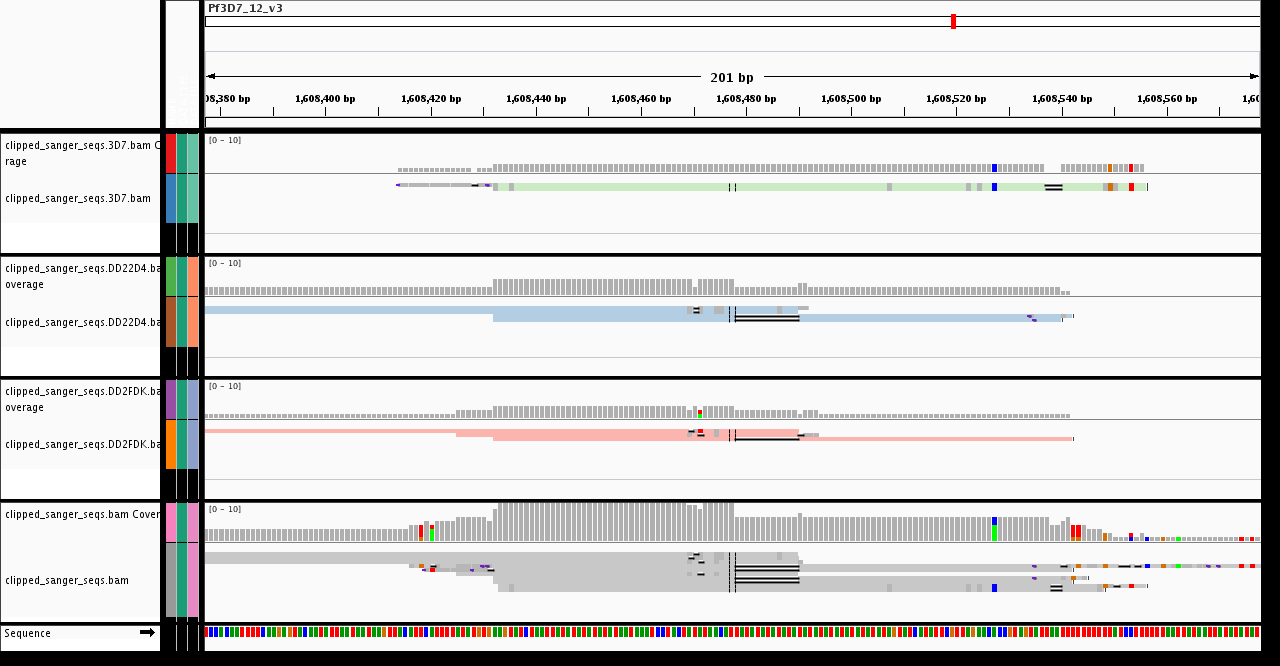 Pf3D7_12_v3
201 bp
08,380 bp 1,608,400 bp 1,608,420 bp 1,608,440 bp 1,608,460 bp 1,608,480 bp 1,608,500 bp 1,608,520 bp 1,608,540 bp 1,608,560 bp 1,60
[0 - 10]
clipped_sanger_seqs.3D7.bam C
rage
clipped_sanger_seqs.3D7.bam
[0 - 10]
clipped_sanger_seqs.DD22D4.ba
overage
clipped_sanger_seqs.DD22D4.ba
[0 - 10]
clipped_sanger_seqs.DD2FDK.ba
overage
clipped_sanger_seqs.DD2FDK.ba
[0 - 10]
clipped_sanger_seqs.bam Cover
clipped_sanger_seqs.bam
Sequence